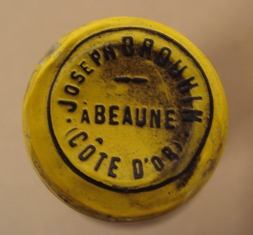 JOSEPH DROUHIN
À BEAUNE
(CÔTE D'OR)